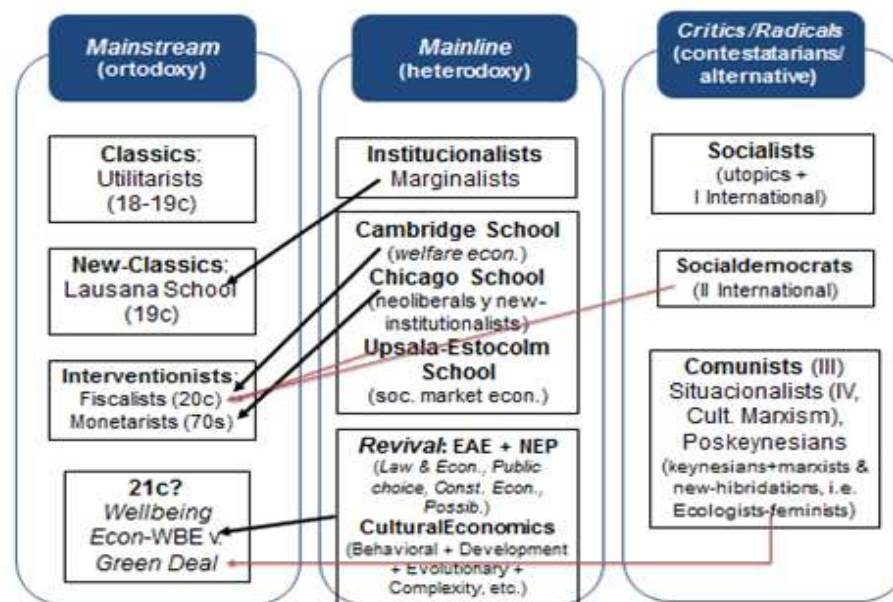 Mainstream
(ortodoxy)
Classics:
Utilitarists
(18-19c)
New-Classics:
Lausana School
(19c)
Interventionists:
Fiscalists (20c)
Monetarists (70s)
21c?
Wellbeing
Econ-WBE v.
Green Deal
Mainline
(heterodoxy)
Institucionalists
Marginalists
Cambridge School
(welfare econ.)
Chicago School
(neoliberals y new-
institutionalists)
Upsala-Estocolm
School
(soc. market econ.)
Revival: EAE + NEP
(Law & Econ., Public
choice, Const. Econ.,
Possib.)
CulturalEconomics
(Behavioral + Development
+ Evolutionary +
Complexity, etc.)
Critics/Radicals
(contestatarians/
alternative)
Socialists
(utopics +
I International)
Socialdemocrats
(II International)
Comunists (III)
Situacionalists (IV,
Cult. Marxism),
Poskeynesians
(keynesians+marxists &
new-hibridations, i.e.
Ecologists-feminists)